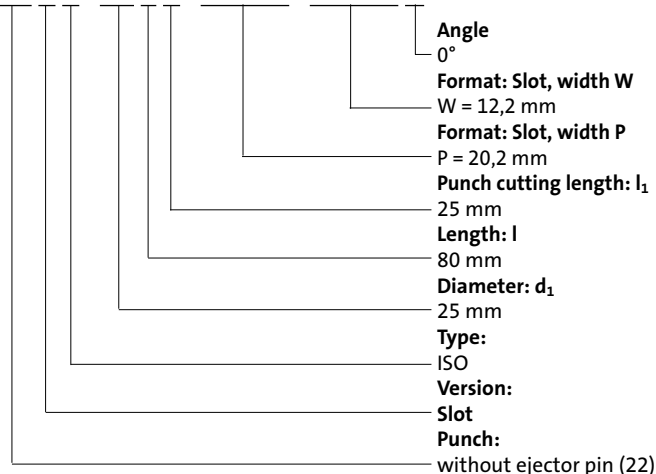 Angle
0°
Format: Slot, width W
W = 12,2 mm
Format: Slot, width P
P = 20,2 mm
Punch cutting length: l₁
25 mm
Length: l
80 mm
Diameter: d₁
25 mm
Type:
ISO
Version:
Slot
Punch:
without ejector pin (22)